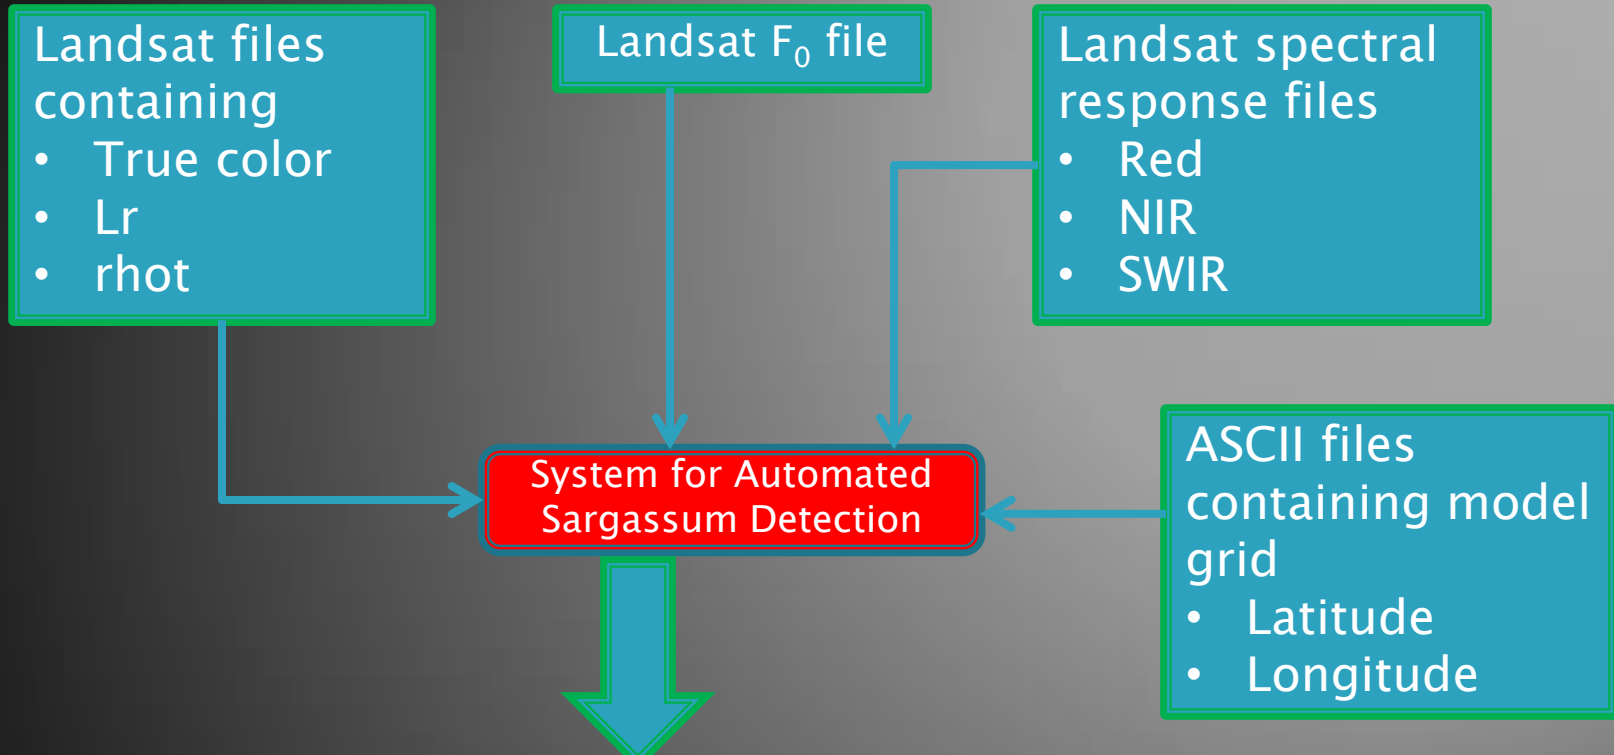 Landsat files
containing
• True color
• Lr
• rhot
Landsat F₀ file
Landsat spectral
response files
• Red
• NIR
• SWIR
System for Automated
Sargassum Detection
ASCII files
containing model
grid
• Latitude
• Longitude